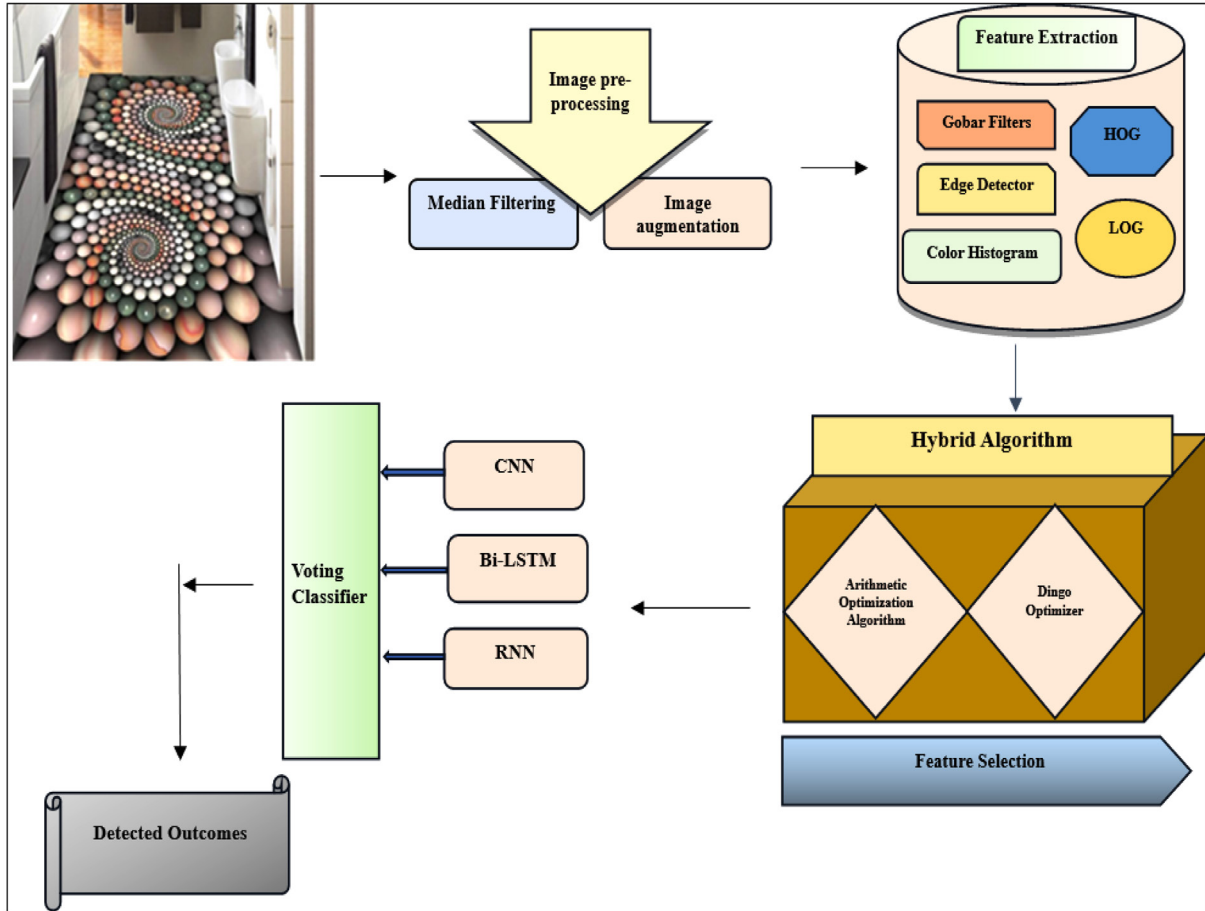 Image pre-
processing
Median Filtering
Image
augmentation
Feature Extraction
Gobar Filters
HOG
Edge Detector
LOG
Color Histogram
Hybrid Algorithm
Arithmetic
Optimization
Algorithm
Dingo
Optimizer
Feature Selection
CNN
Bi-LSTM
RNN
Voting
Classifier
Detected Outcomes